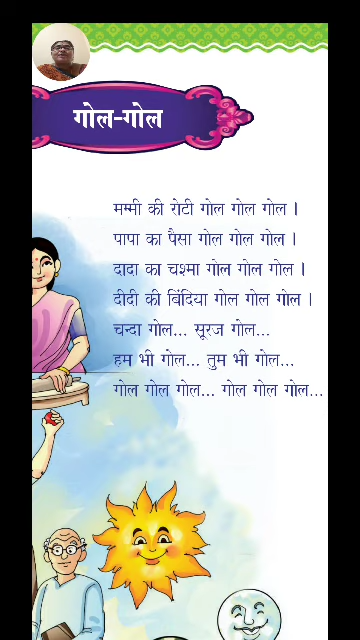 गोल-गोल
मम्मी की रोटी गोल गोल गोल ।
पापा का पैसा गोल गोल गोल ।
दादा का चश्मा गोल गोल गोल ।
दीदी की बिंदिया गोल गोल गोल ।
चन्दा गोल... सूरज गोल...
हम भी गोल... तुम भी गोल...
गोल गोल गोल... गोल गोल गोल...